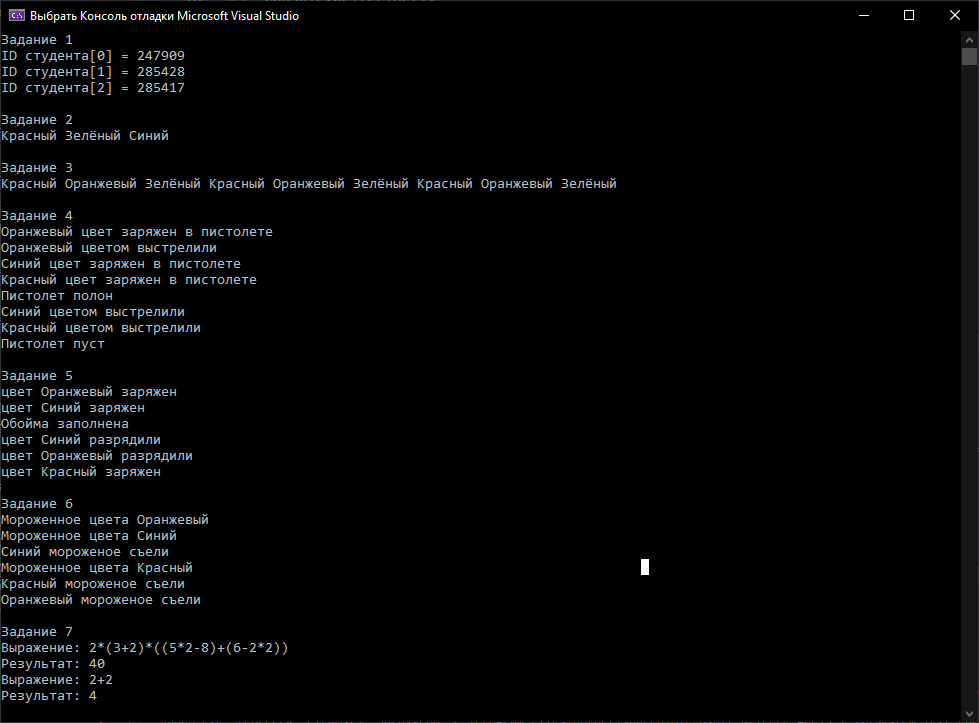 Выбрать Консоль отладки Microsoft Visual Studio
Задание 1
ID студента[0] = 247909
ID студента[1] = 285428
ID студента[2] = 285417
Задание 2
Красный Зелёный Синий
Задание 3
Красный Оранжевый Зелёный Красный Оранжевый Зелёный Красный Оранжевый Зелёный
Задание 4
Оранжевый цвет заряжен в пистолете
Оранжевый цветом выстрелили
Синий цвет заряжен в пистолете
Красный цвет заряжен в пистолете
Пистолет полон
Синий цветом выстрелили
Красный цветом выстрелили
Пистолет пуст
Задание 5
цвет Оранжевый заряжен
цвет Синий заряжен
Обойма заполнена
цвет Синий разрядили
цвет Оранжевый разрядили
цвет Красный заряжен
Задание 6
Мороженное цвета Оранжевый
Мороженное цвета Синий
Синий мороженое съели
Мороженное цвета Красный
Красный мороженое съели
Оранжевый мороженое съели
Задание 7
Выражение: 2*(3+2)*((5*2-8)+(6-2*2))
Результат: 40
Выражение: 2+2
Результат: 4